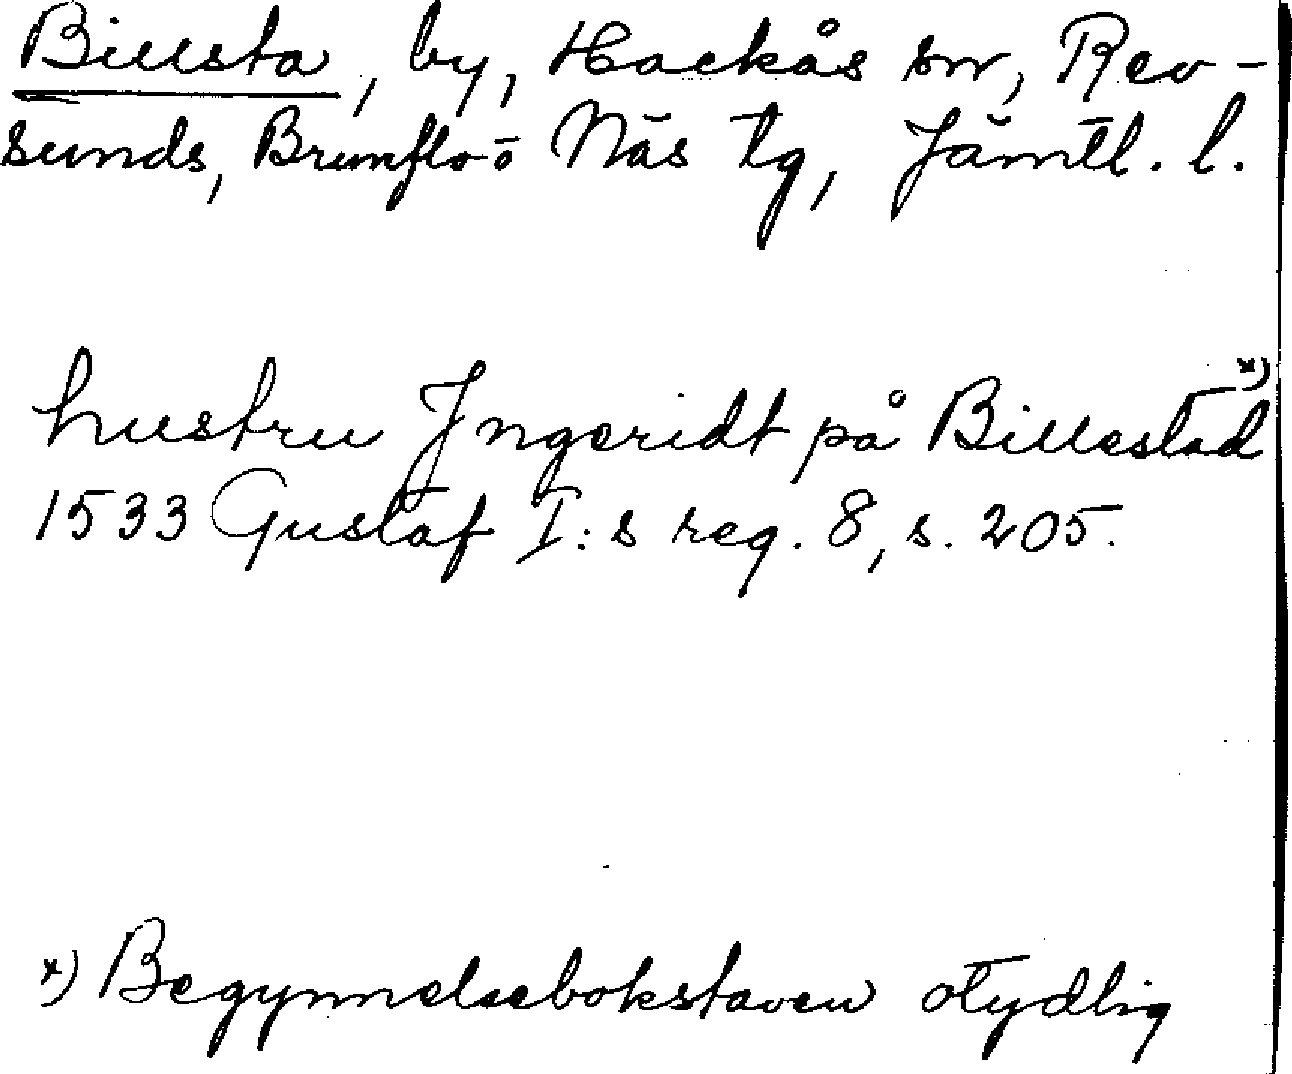 Billsta, by, Hackås sn, Rev-
sunds, Brunflo o Näs tg, Jämtl. l.
hustru Jngeridt på Billestad x)
1533 Gustaf I:s reg. 8, s. 205.
x) Begynnelsebokstaven otydlig